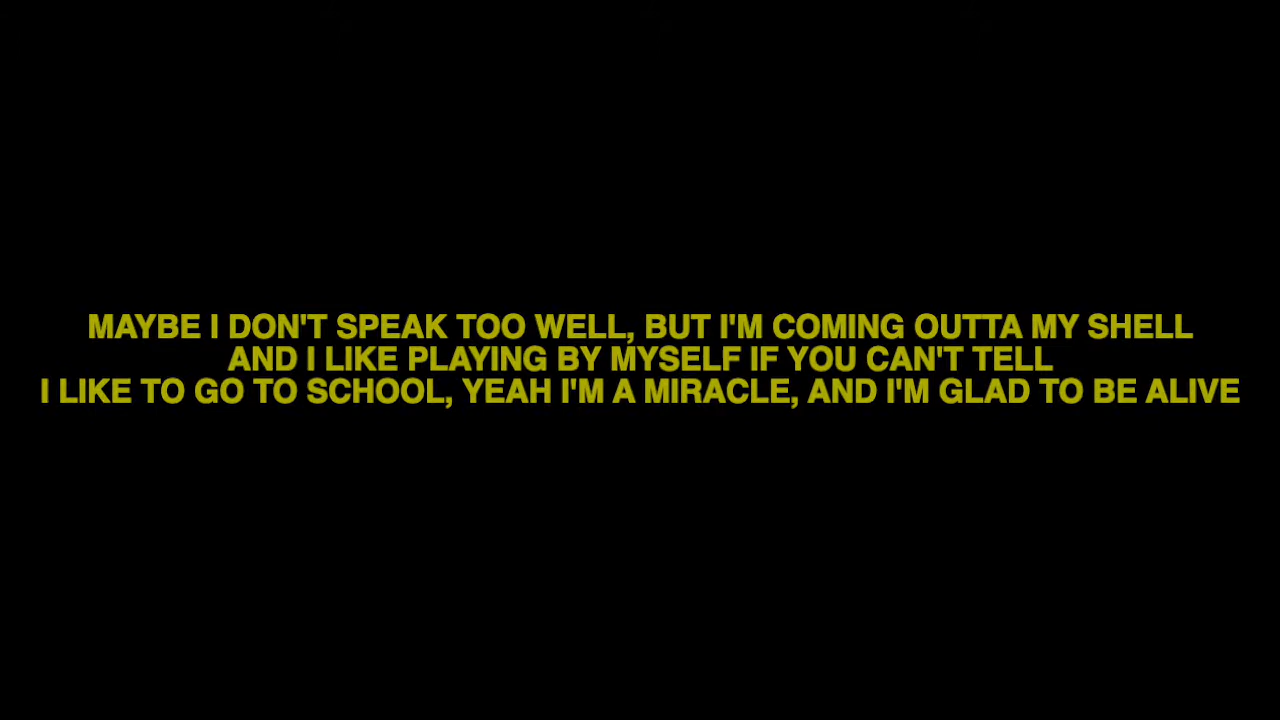 MAYBE I DON'T SPEAK TOO WELL, BUT I'M COMING OUTTA MY SHELL
AND I LIKE PLAYING BY MYSELF IF YOU CAN'T TELL
I LIKE TO GO TO SCHOOL, YEAH I'M A MIRACLE, AND I'M GLAD TO BE ALIVE